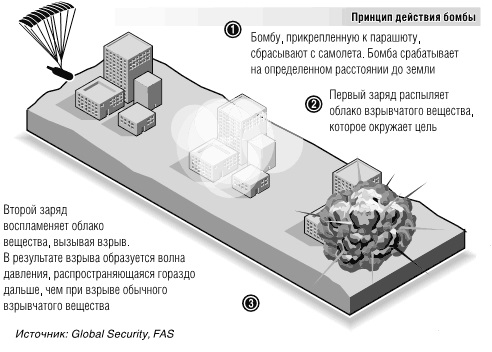 Принцип действия бомбы
1
Бомбу, прикрепленную к парашюту,
сбрасывают с самолета. Бомба срабатывает
на определенном расстоянии до земли
2
Первый заряд распыляет
облако взрывчатого вещества,
которое окружает цель
Второй заряд
воспламеняет облако
вещества, вызывая взрыв.
В результате взрыва образуется волна
давления, распространяющаяся гораздо
дальше, чем при взрыве обычного
взрывчатого вещества
3
Источник: Global Security, FAS